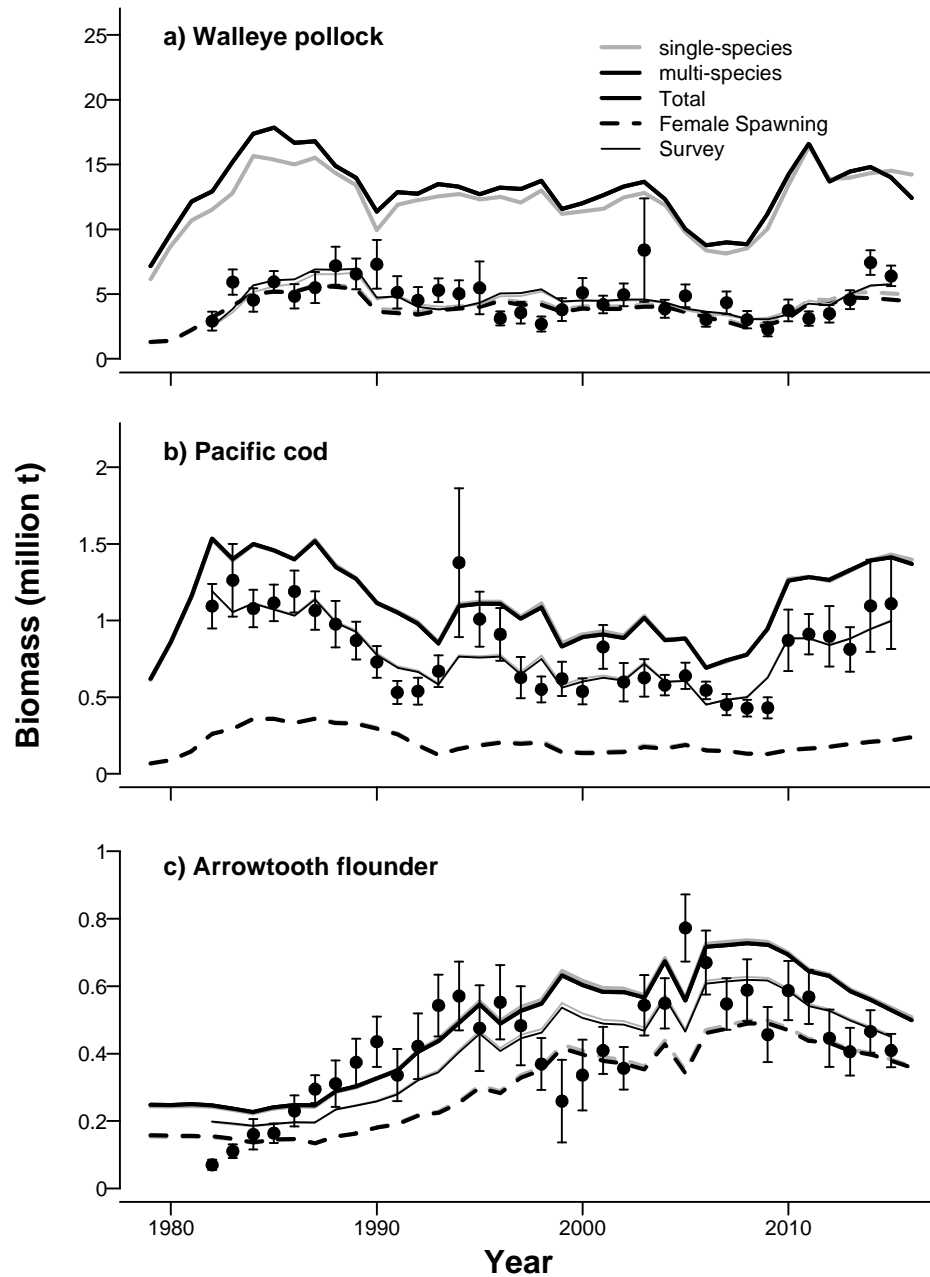 a) Walleye pollock
single-species
multi-species
Total
Female Spawning
Survey
25
20
15
10
5
0
b) Pacific cod
2
1.5
1
0.5
0
Biomass (million t)
c) Arrowtooth flounder
1
0.8
0.6
0.4
0.2
0
1980
1990
2000
2010
Year